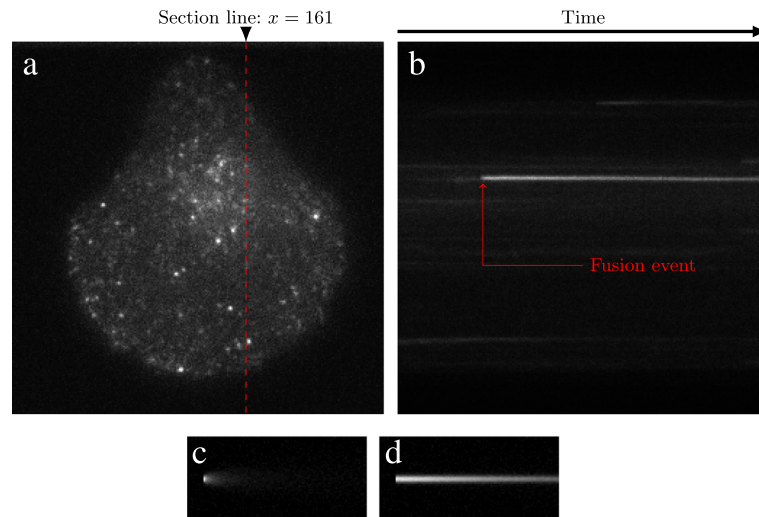 Section line: x = 161
Time
a
b
Fusion event
c
d